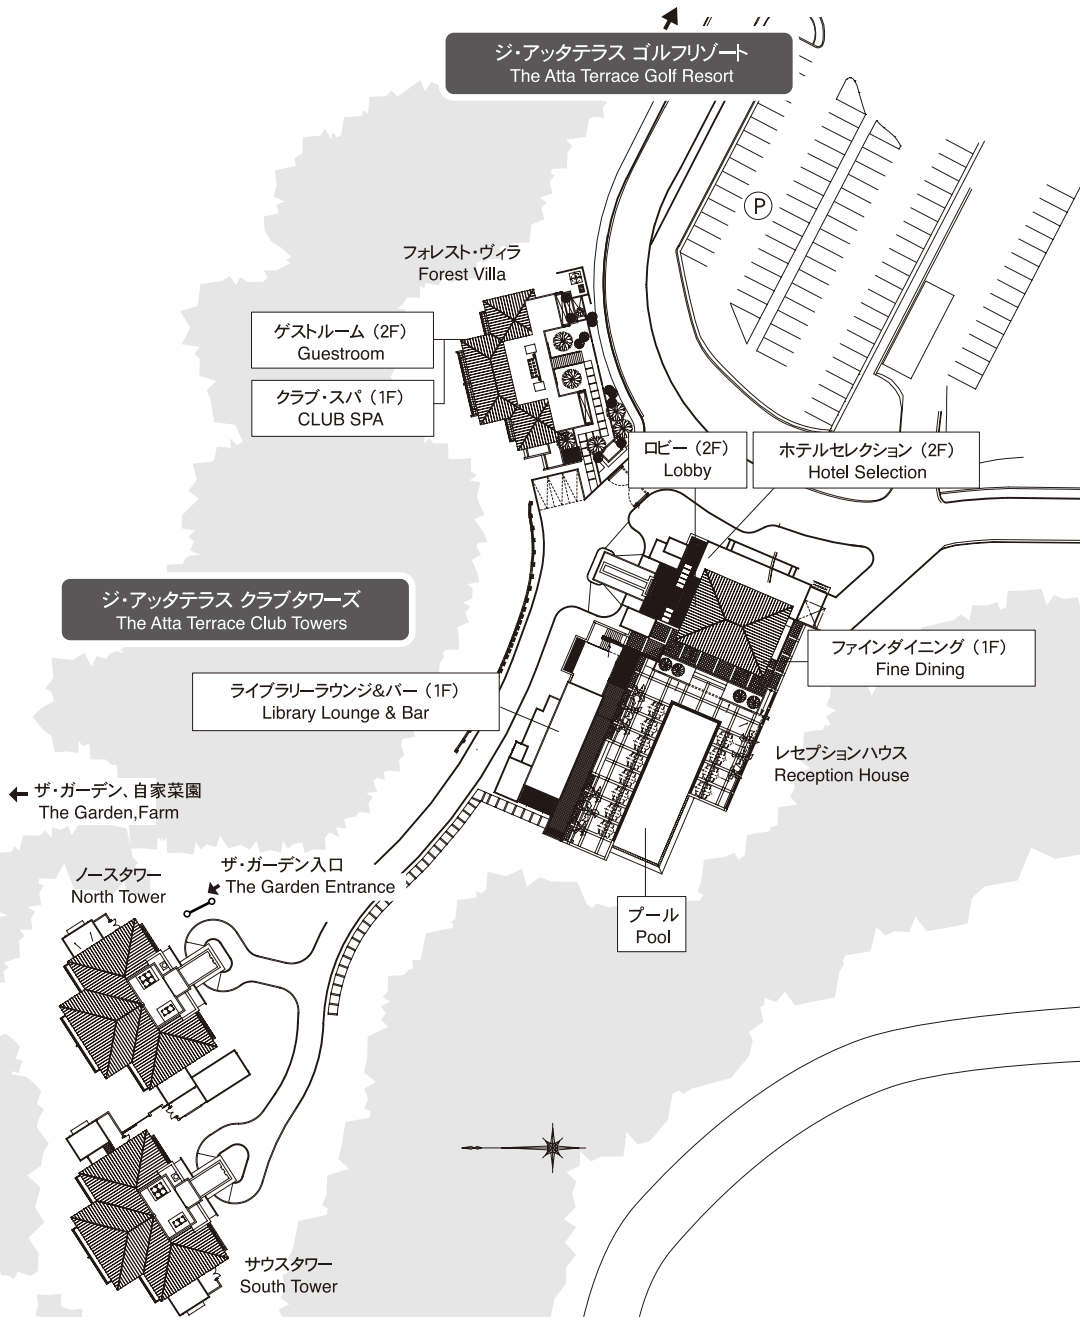 ジ・アッタテラス ゴルフリゾート
The Atta Terrace Golf Resort
P
フォレスト・ヴィラ
Forest Villa
ゲストルーム（2F）
Guestroom
クラブ・スパ（1F）
CLUB SPA
ロビー（2F）
Lobby
ホテルセレクション（2F）
Hotel Selection
ジ・アッタテラス クラブタワーズ
The Atta Terrace Club Towers
ファインダイニング（1F）
Fine Dining
ライブラリーラウンジ&バー（1F）
Library Lounge & Bar
レセプションハウス
Reception House
ザ・ガーデン、自家菜園
The Garden,Farm
ザ・ガーデン入口
The Garden Entrance
ノースタワー
North Tower
プール
Pool
サウスタワー
South Tower